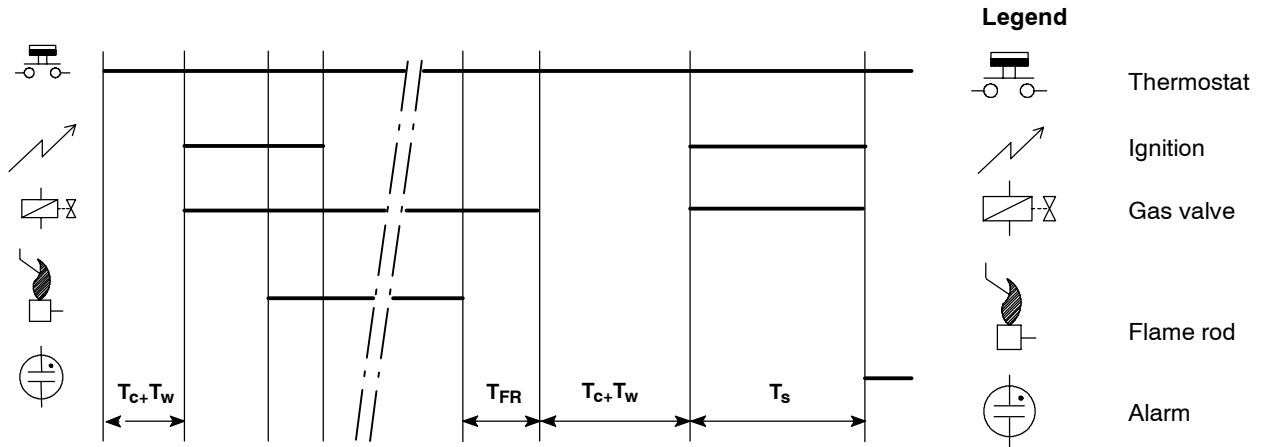 Legend
Thermostat
Ignition
Gas valve
Flame rod
Alarm
Tc+Tw
TFR
Tc+Tw
Ts